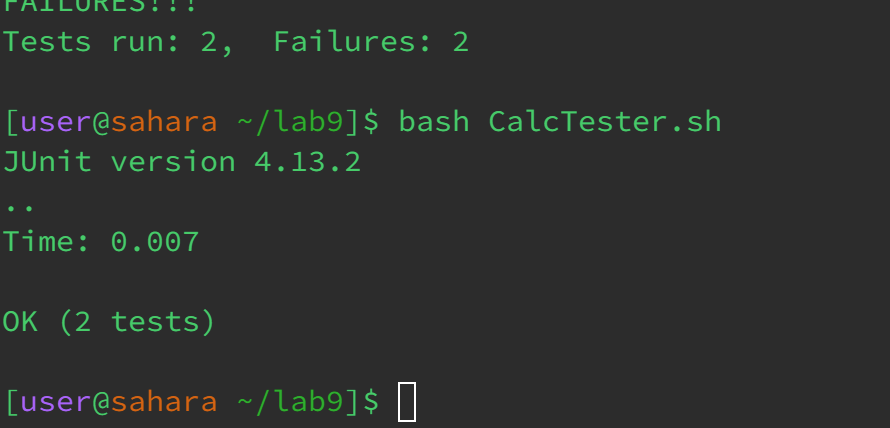 FAILURES!!!
Tests run: 2,  Failures: 2
[user@sahara ~/lab9]$ bash CalcTester.sh
JUnit version 4.13.2
..
Time: 0.007
OK (2 tests)
[user@sahara ~/lab9]$